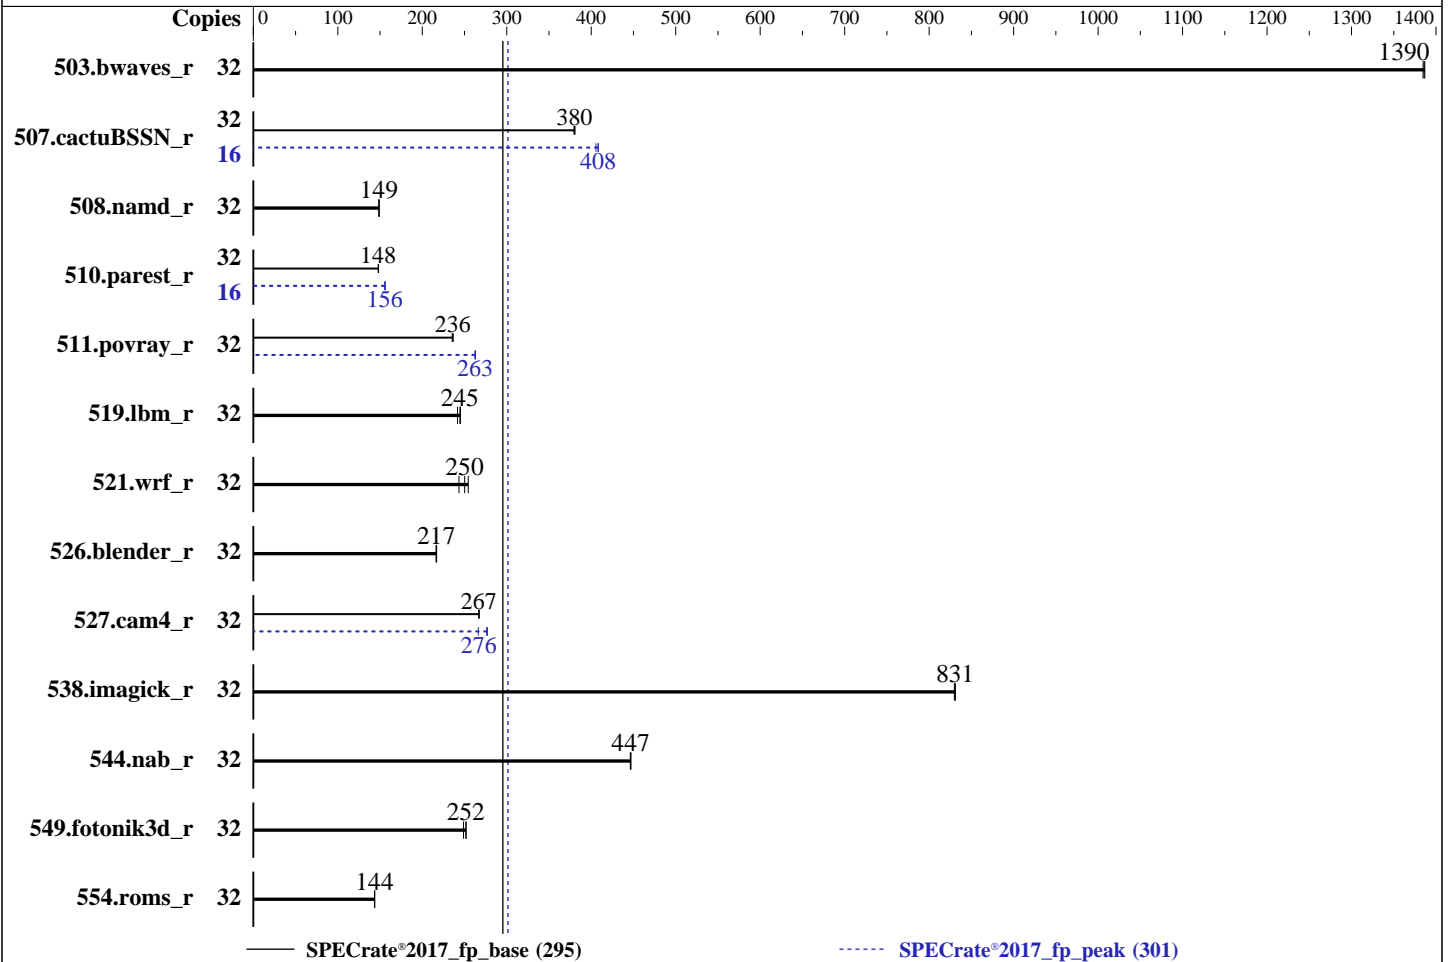 Copies 0 100 200 300 400 500 600 700 800 900 1000 1100 1200 1300 1400
503.bwaves_r 32 1390
507.cactuBSSN_r 32 380
16 408
508.namd_r 32 149
510.parest_r 32 148
16 156
511.povray_r 32 236
263
519.lbm_r 32 245
521.wrf_r 32 250
526.blender_r 32 217
527.cam4_r 32 267
276
538.imagick_r 32 831
544.nab_r 32 447
549.fotonik3d_r 32 252
554.roms_r 32 144
SPECrate®2017_fp_base (295) SPECrate®2017_fp_peak (301)